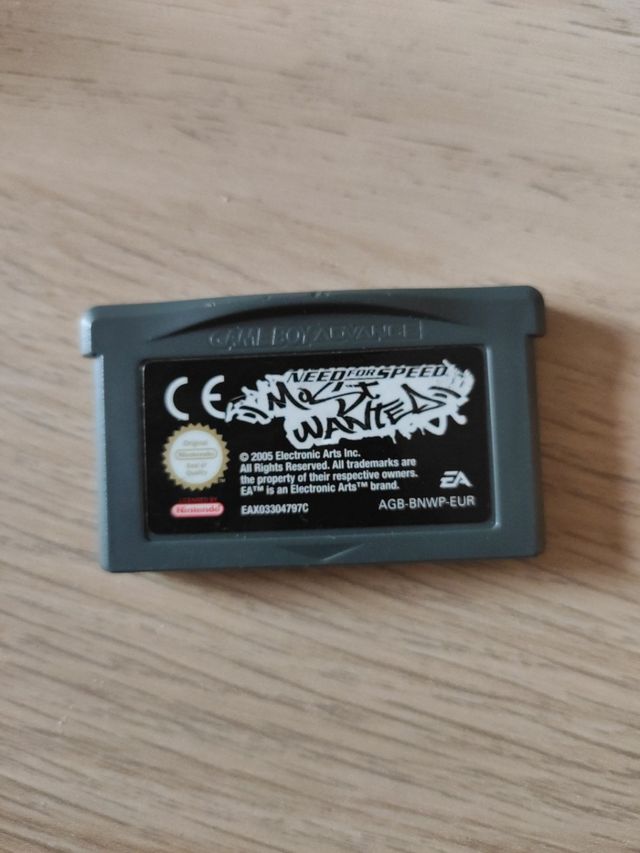 GAME BOY ADVANCE
CE
NEED FOR SPEED
MOST
WANTED
Original
Nintendo
Seal of
Quality
© 2005 Electronic Arts Inc.
All Rights Reserved. All trademarks are
the property of their respective owners.
EA™ is an Electronic Arts™ brand.
EA
LICENSED BY
Nintendo
EAX03304797C
AGB-BNWP-EUR